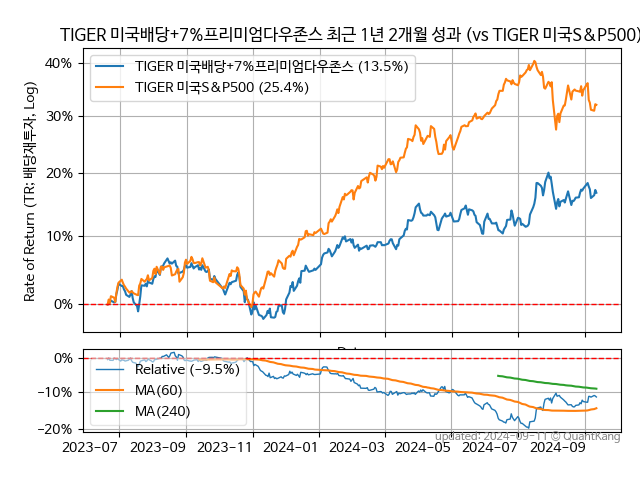 TIGER 미국배당+7%프리미엄다우존스 최근 1년 2개월 성과 (vs TIGER 미국S&P500)
TIGER 미국배당+7%프리미엄다우존스 (13.5%)
TIGER 미국S&P500 (25.4%)
Rate of Return (TR: 배당재투자, Log)
40%
30%
20%
10%
0%
Relative (−9.5%)
MA(60)
MA(240)
0%
−10%
−20%
updated: 2024-09-11 © QuantKang
2023-07
2023-09
2023-11
2024-01
2024-03
2024-05
2024-07
2024-09